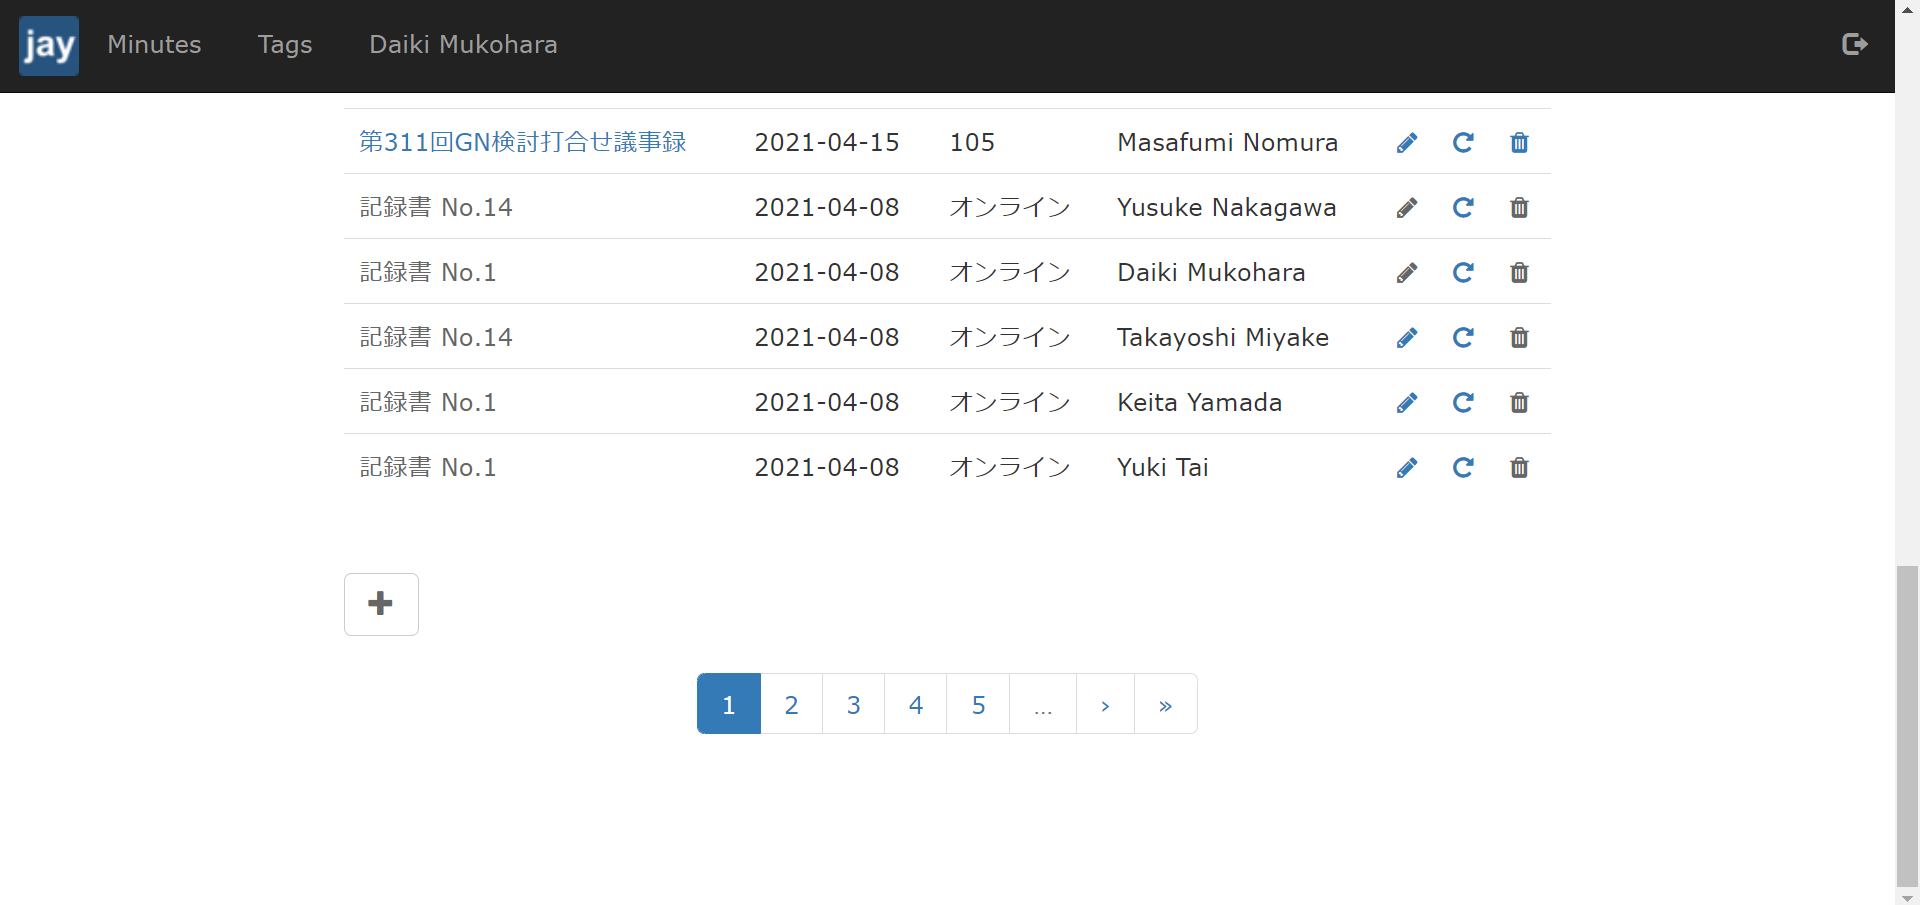 jay Minutes Tags Daiki Mukohara
第311回GN検討打合せ議事録 2021-04-15 105 Masafumi Nomura
記録書 No.14 2021-04-08 オンライン Yusuke Nakagawa
記録書 No.1 2021-04-08 オンライン Daiki Mukohara
記録書 No.14 2021-04-08 オンライン Takayoshi Miyake
記録書 No.1 2021-04-08 オンライン Keita Yamada
記録書 No.1 2021-04-08 オンライン Yuki Tai
1 2 3 4 5 ... › »